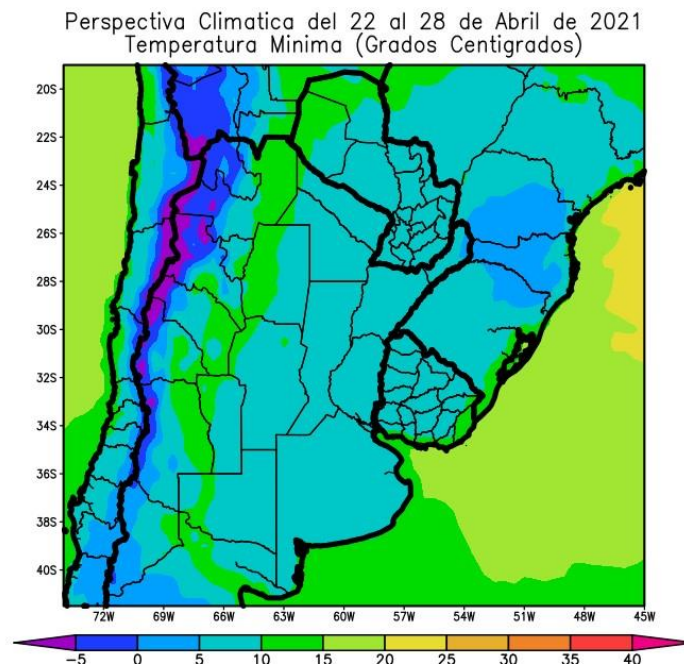 Perspectiva Climatica del 22 al 28 de Abril de 2021
Temperatura Minima (Grados Centigrados)
20S
22S
24S
26S
28S
30S
32S
34S
36S
38S
40S
72W 69W 66W 63W 60W 57W 54W 51W 48W 45W
-5 0 5 10 15 20 25 30 35 40